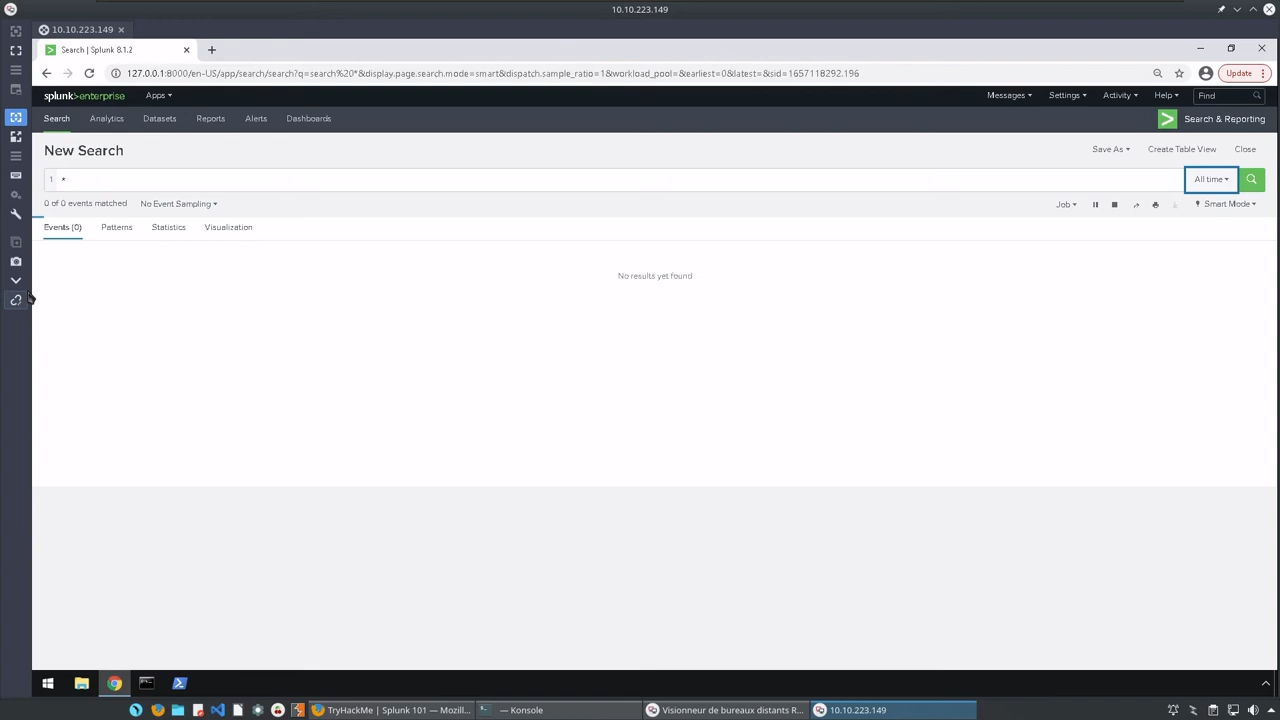 10.10.223.149
10.10.223.149
Search | Splunk 8.1.2
127.0.0.1:8000/en-US/app/search/search?q=search%20*&display.page.search.mode=smart&dispatch.sample_ratio=1&workload_pool=&earliest=0&latest=&sid=1657118292.196
Update
splunk>enterprise Apps Messages Settings Activity Help Find
Search Analytics Datasets Reports Alerts Dashboards Search & Reporting
New Search Save As Create Table View Close
1 * All time
0 of 0 events matched No Event Sampling Job Smart Mode
Events (0) Patterns Statistics Visualization
No results yet found
TryHackMe | Splunk 101 — Mozill... — Konsole Visionneur de bureaux distants R... 10.10.223.149